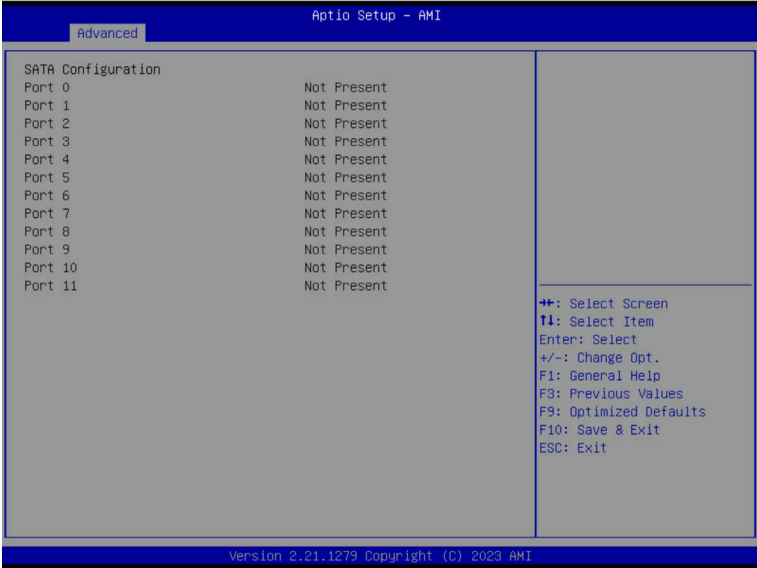 Aptio Setup – AMI
Advanced
SATA Configuration
Port 0 Not Present
Port 1 Not Present
Port 2 Not Present
Port 3 Not Present
Port 4 Not Present
Port 5 Not Present
Port 6 Not Present
Port 7 Not Present
Port 8 Not Present
Port 9 Not Present
Port 10 Not Present
Port 11 Not Present
→←: Select Screen
↑↓: Select Item
Enter: Select
+/-: Change Opt.
F1: General Help
F3: Previous Values
F9: Optimized Defaults
F10: Save & Exit
ESC: Exit
Version 2.21.1279 Copyright (C) 2023 AMI